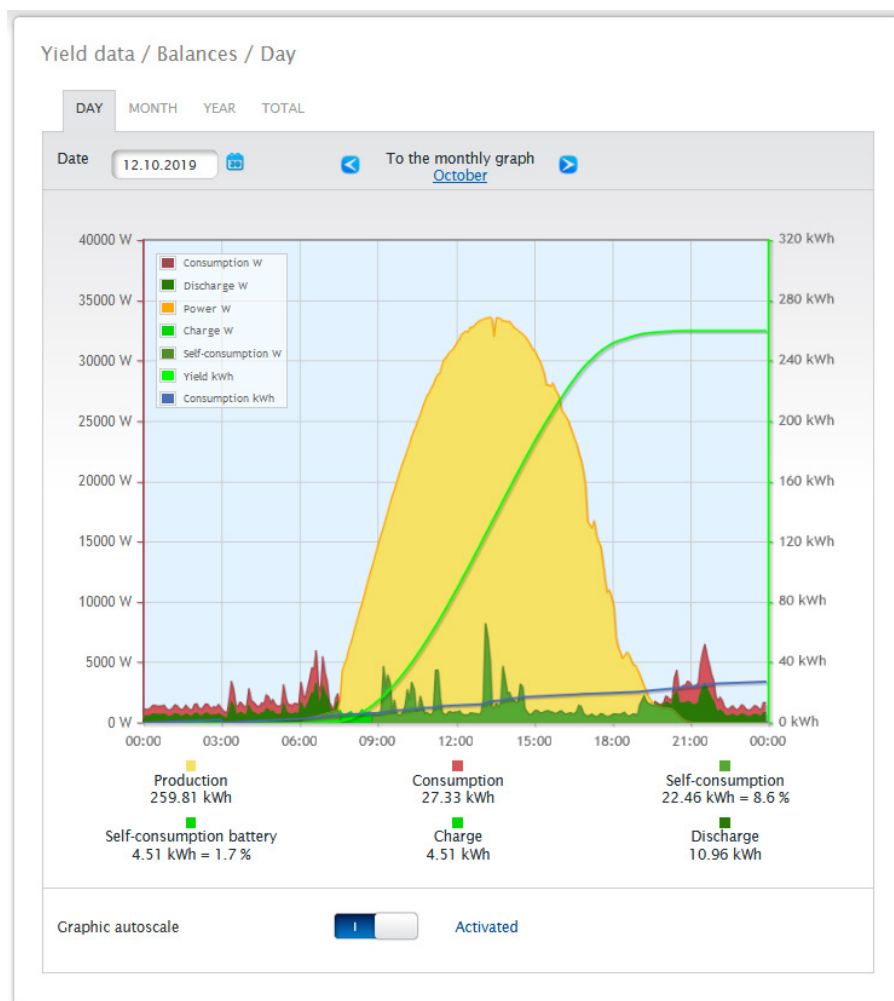 Yield data / Balances / Day
DAY MONTH YEAR TOTAL
Date 12.10.2019 20 To the monthly graph
October
40000 W 320 kWh
Consumption W
Discharge W
35000 W 280 kWh
Power W
Charge W
30000 W 240 kWh
Self-consumption W
Yield kWh
Consumption kWh
25000 W 200 kWh
20000 W 160 kWh
15000 W 120 kWh
10000 W 80 kWh
5000 W 40 kWh
0 W 0 kWh
00:00 03:00 06:00 09:00 12:00 15:00 18:00 21:00 00:00
Production Consumption Self-consumption
259.81 kWh 27.33 kWh 22.46 kWh = 8.6 %
Self-consumption battery Charge Discharge
4.51 kWh = 1.7 % 4.51 kWh 10.96 kWh
Graphic autoscale I Activated